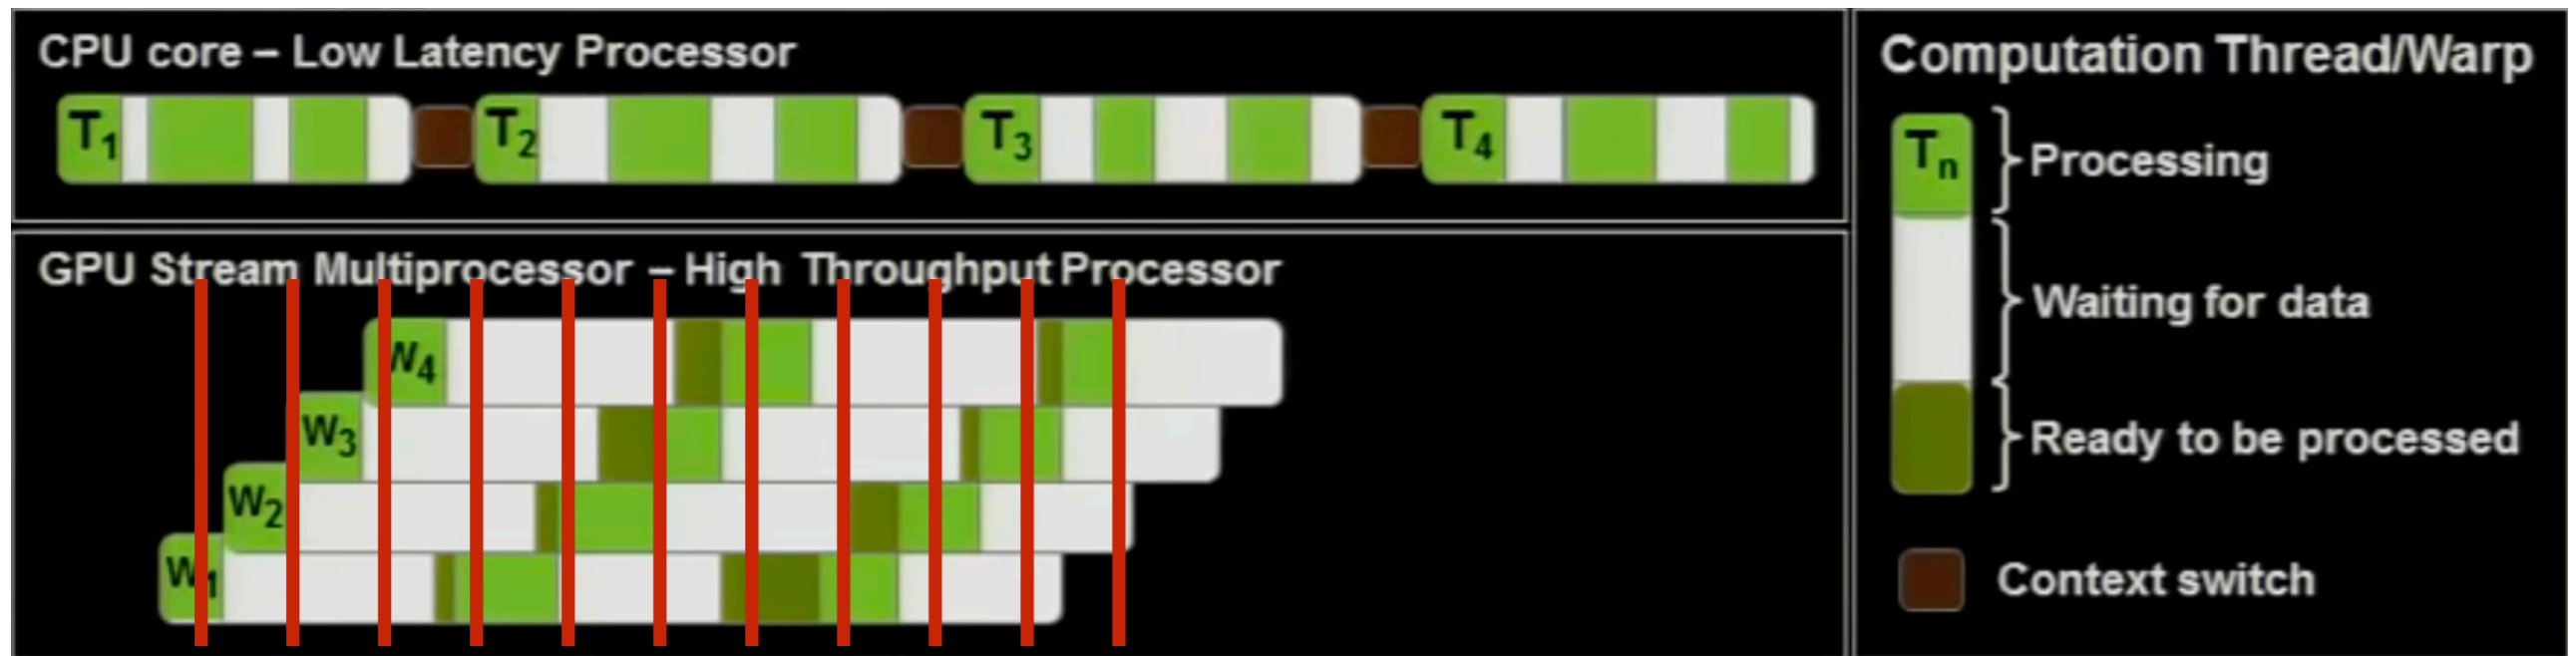 CPU core – Low Latency Processor
T1 T2 T3 T4
GPU Stream Multiprocessor – High Throughput Processor
W4
W3
W2
W1
Computation Thread/Warp
Tn
Processing
Waiting for data
Ready to be processed
Context switch